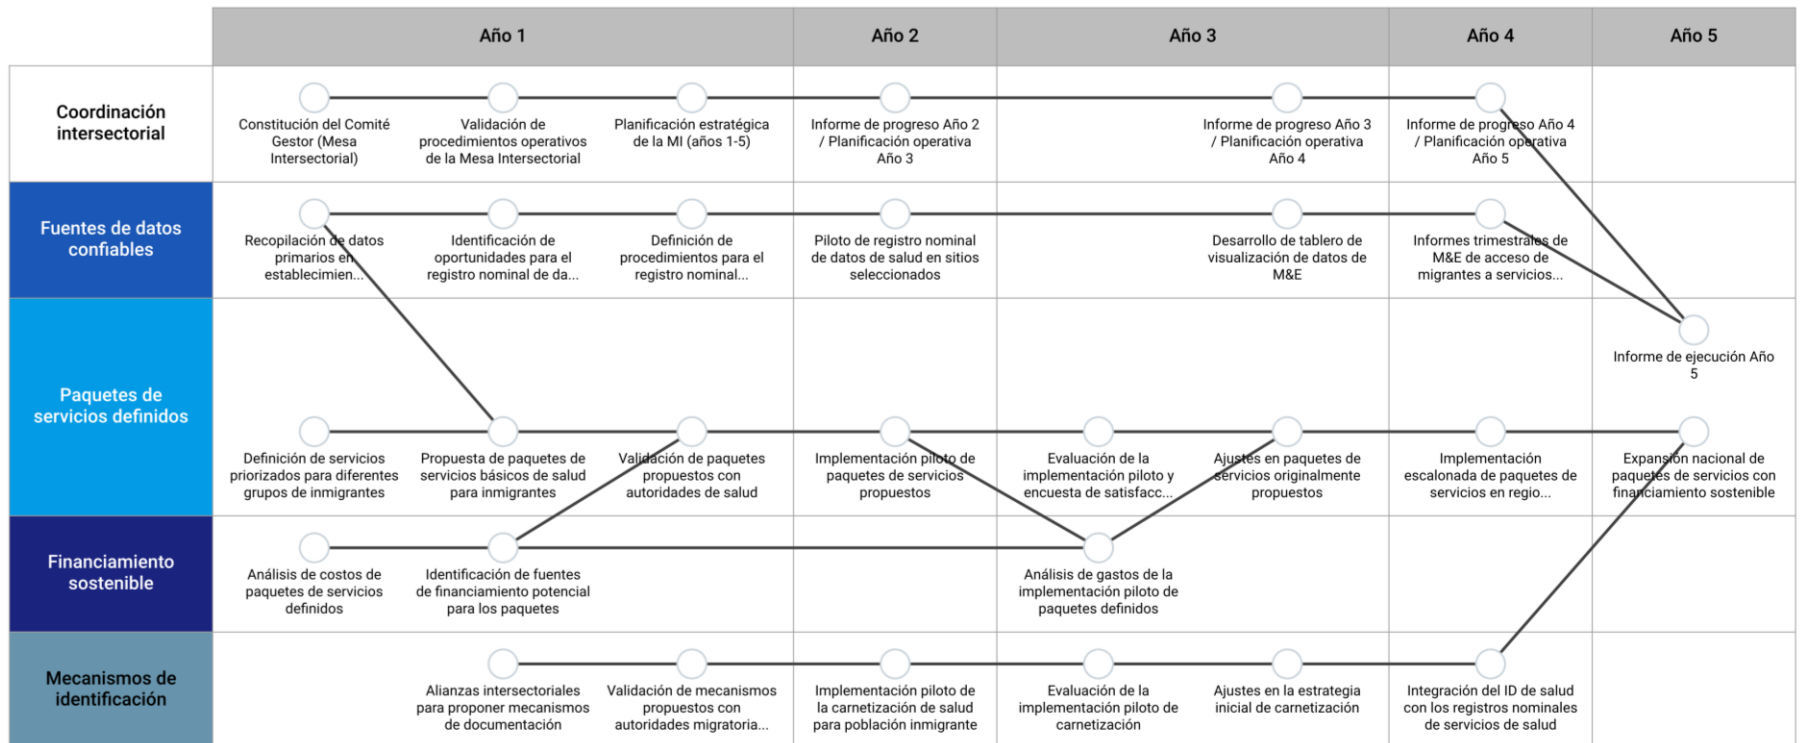 Año 1
Año 2
Año 3
Año 4
Año 5
Coordinación
intersectorial
Constitución del Comité
Gestor (Mesa
Intersectorial)
Validación de
procedimientos operativos
de la Mesa Intersectorial
Planificación estratégica
de la MI (años 1-5)
Informe de progreso Año 2
/ Planificación operativa
Año 3
Informe de progreso Año 3
/ Planificación operativa
Año 4
Informe de progreso Año 4
/ Planificación operativa
Año 5
Fuentes de datos
confiables
Recopilación de datos
primarios en
establecimien...
Identificación de
oportunidades para el
registro nominal de da...
Definición de
procedimientos para el
registro nominal...
Piloto de registro nominal
de datos de salud en sitios
seleccionados
Desarrollo de tablero de
visualización de datos de
M&E
Informes trimestrales de
M&E de acceso de
migrantes a servicios...
Informe de ejecución Año
5
Paquetes de
servicios definidos
Definición de servicios
priorizados para diferentes
grupos de inmigrantes
Propuesta de paquetes de
servicios básicos de salud
para inmigrantes
Validación de paquetes
propuestos con
autoridades de salud
Implementación piloto de
paquetes de servicios
propuestos
Evaluación de la
implementación piloto y
encuesta de satisfacc...
Ajustes en paquetes de
servicios originalmente
propuestos
Implementación
escalonada de paquetes de
servicios en regio...
Expansión nacional de
paquetes de servicios con
financiamiento sostenible
Financiamiento
sostenible
Análisis de costos de
paquetes de servicios
definidos
Identificación de fuentes
de financiamiento potencial
para los paquetes
Análisis de gastos de la
implementación piloto de
paquetes definidos
Mecanismos de
identificación
Alianzas intersectoriales
para proponer mecanismos
de documentación
Validación de mecanismos
propuestos con
autoridades migratoria...
Implementación piloto de
la carnetización de salud
para población inmigrante
Evaluación de la
implementación piloto de
carnetización
Ajustes en la estrategia
inicial de carnetización
Integración del ID de salud
con los registros nominales
de servicios de salud